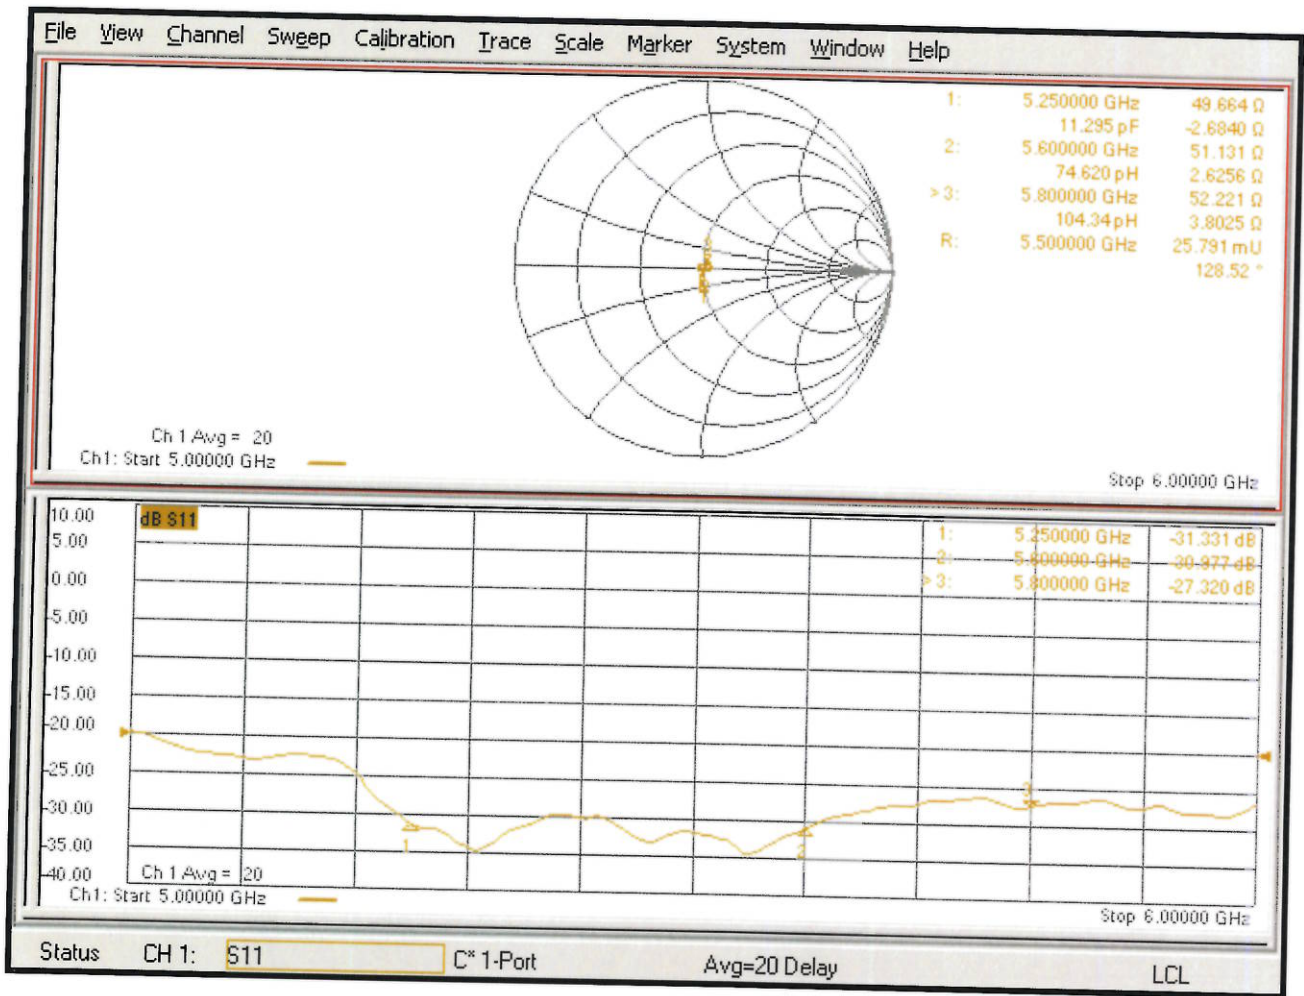 File View Channel Sweep Calibration Trace Scale Marker System Window Help
1: 5.250000 GHz 49.664 Ω
11.295 pF -2.6840 Ω
2: 5.600000 GHz 51.131 Ω
74.620 pH 2.6256 Ω
> 3: 5.800000 GHz 52.221 Ω
104.34 pH 3.8025 Ω
R: 5.500000 GHz 25.791 mU
128.52 °
Ch 1 Avg = 20
Ch1: Start 5.00000 GHz
Stop 6.00000 GHz
10.00
dB S11
1: 5.250000 GHz -31.331 dB
5.00
2: 5.600000 GHz -30.977 dB
0.00
> 3: 5.800000 GHz -27.320 dB
-5.00
-10.00
-15.00
-20.00
-25.00
-30.00
3
1
2
-35.00
-40.00
Ch 1 Avg = 20
Ch1: Start 5.00000 GHz
Stop 6.00000 GHz
Status CH 1: S11 C* 1-Port Avg=20 Delay LCL